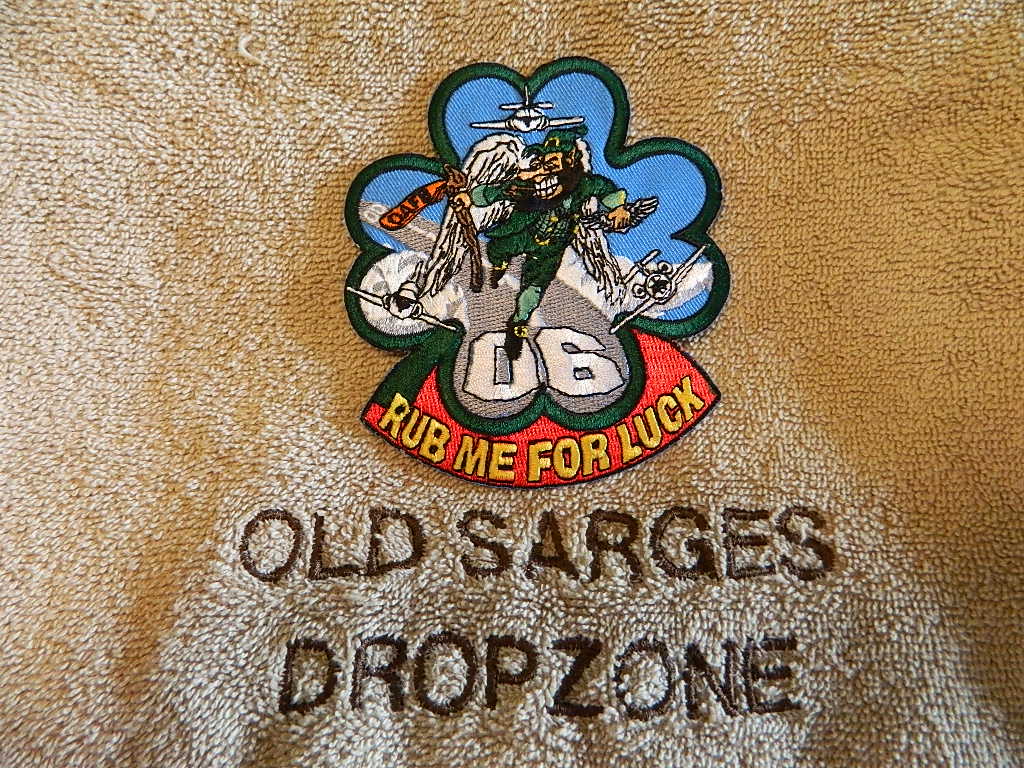 06
RUB ME FOR LUCK
OLD SARGES
DROPZONE